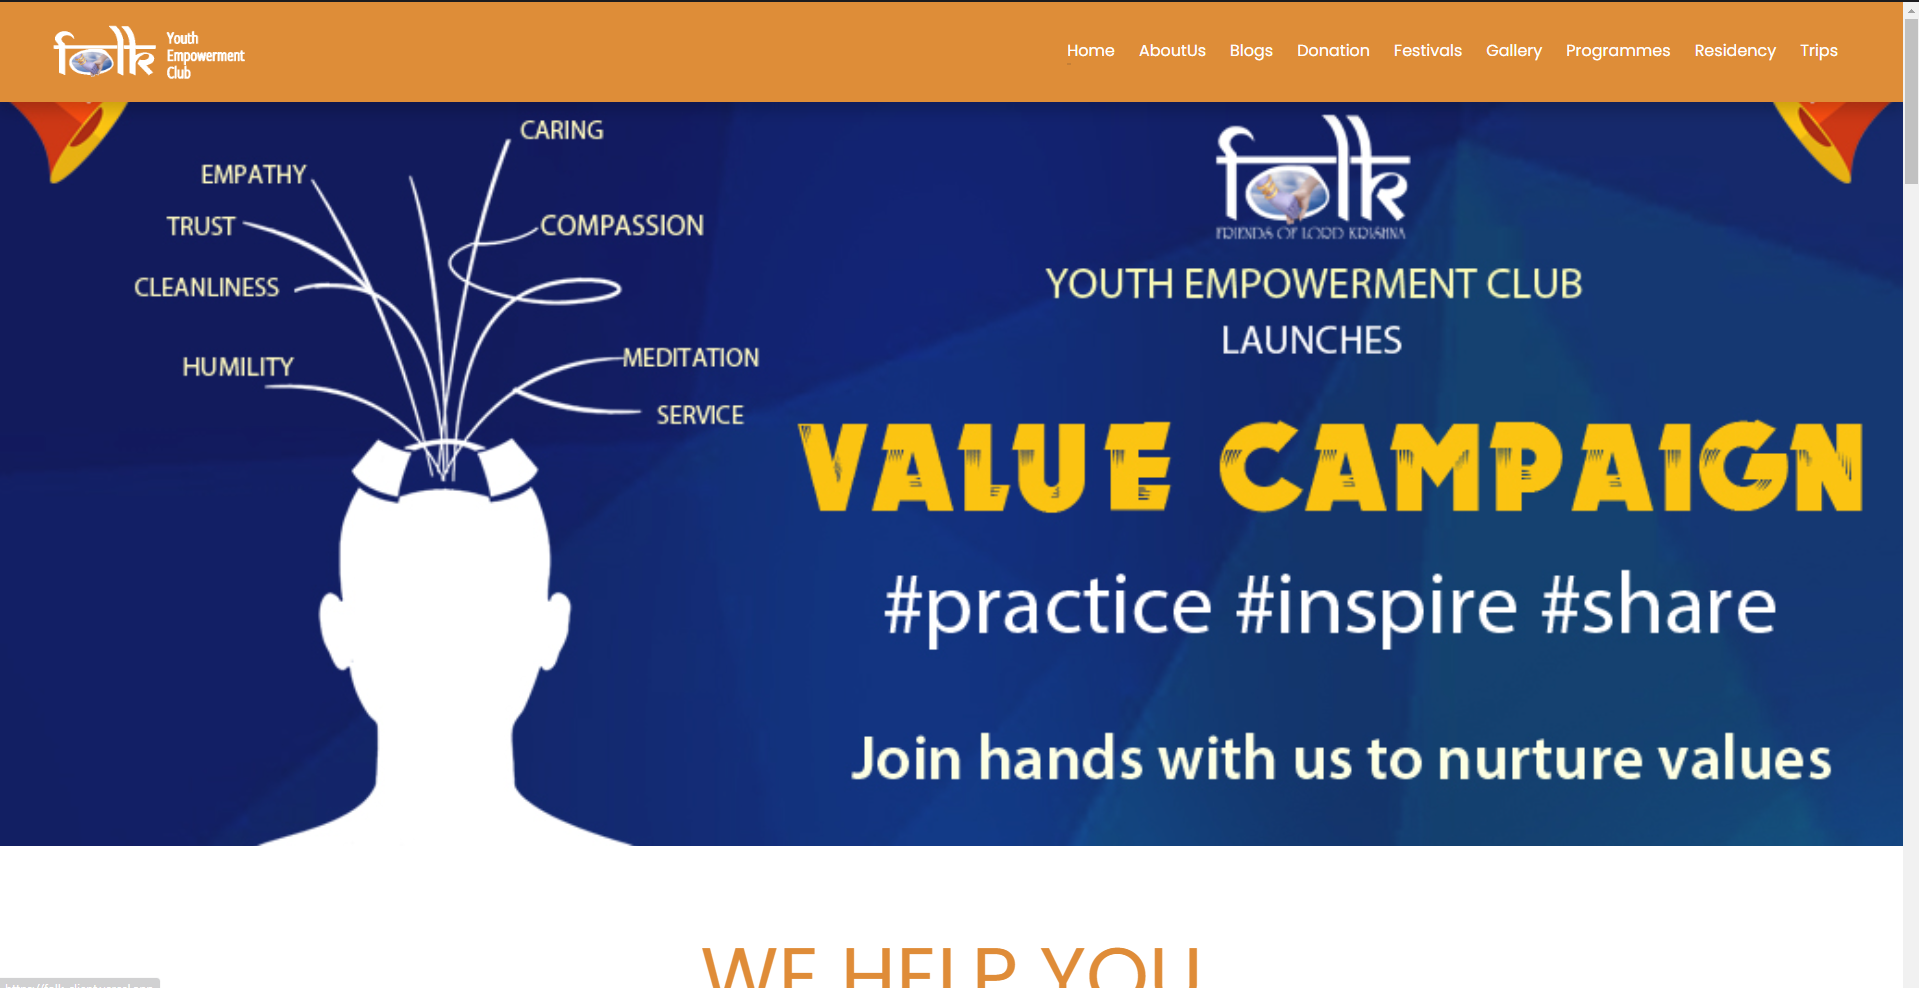 folk
Youth
Empowerment
Club
Home AboutUs Blogs Donation Festivals Gallery Programmes Residency Trips
CARING
EMPATHY
TRUST
COMPASSION
CLEANLINESS
HUMILITY
MEDITATION
SERVICE
folk
FRIENDS OF LORD KRISHNA
YOUTH EMPOWERMENT CLUB
LAUNCHES
VALUE CAMPAIGN
#practice #inspire #share
Join hands with us to nurture values
WE HELP YOU